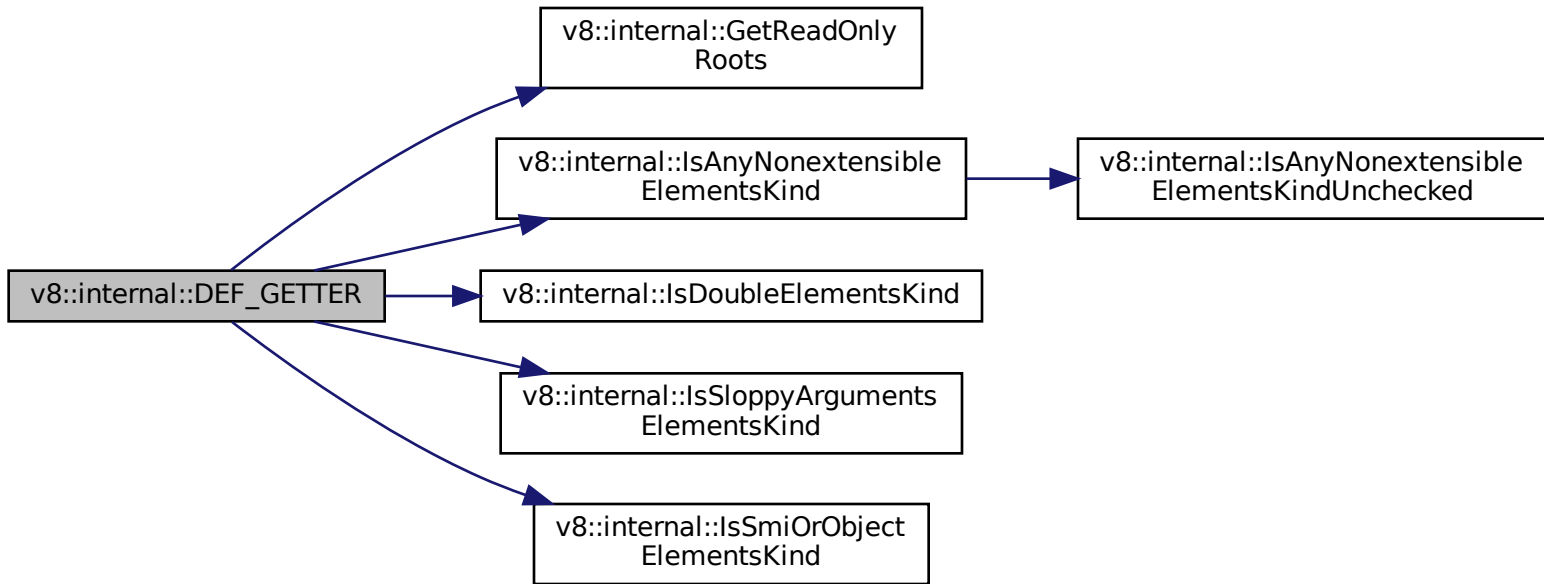 v8::internal::GetReadOnly
Roots
v8::internal::IsAnyNonextensible
ElementsKind
v8::internal::IsAnyNonextensible
ElementsKindUnchecked
v8::internal::DEF_GETTER
v8::internal::IsDoubleElementsKind
v8::internal::IsSloppyArguments
ElementsKind
v8::internal::IsSmiOrObject
ElementsKind